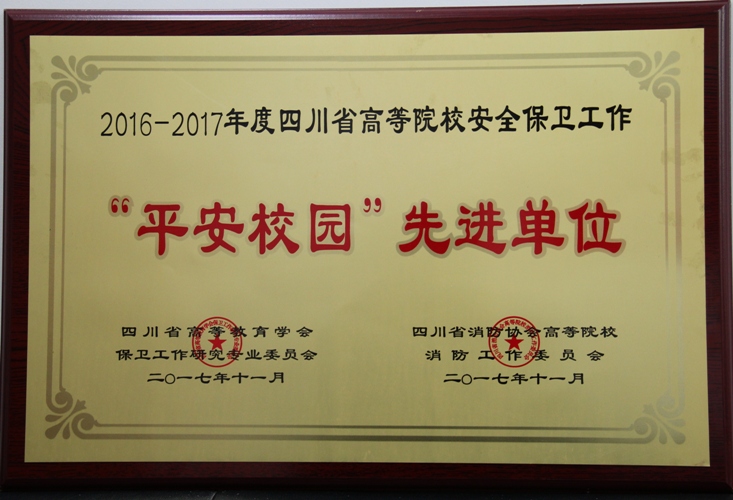 2016-2017年度四川省高等院校安全保卫工作
“平安校园”先进单位
四川省高等教育学会
保卫工作研究专业委员会
二〇一七年十一月
四川省消防协会高等院校
消防工作委员会
二〇一七年十一月